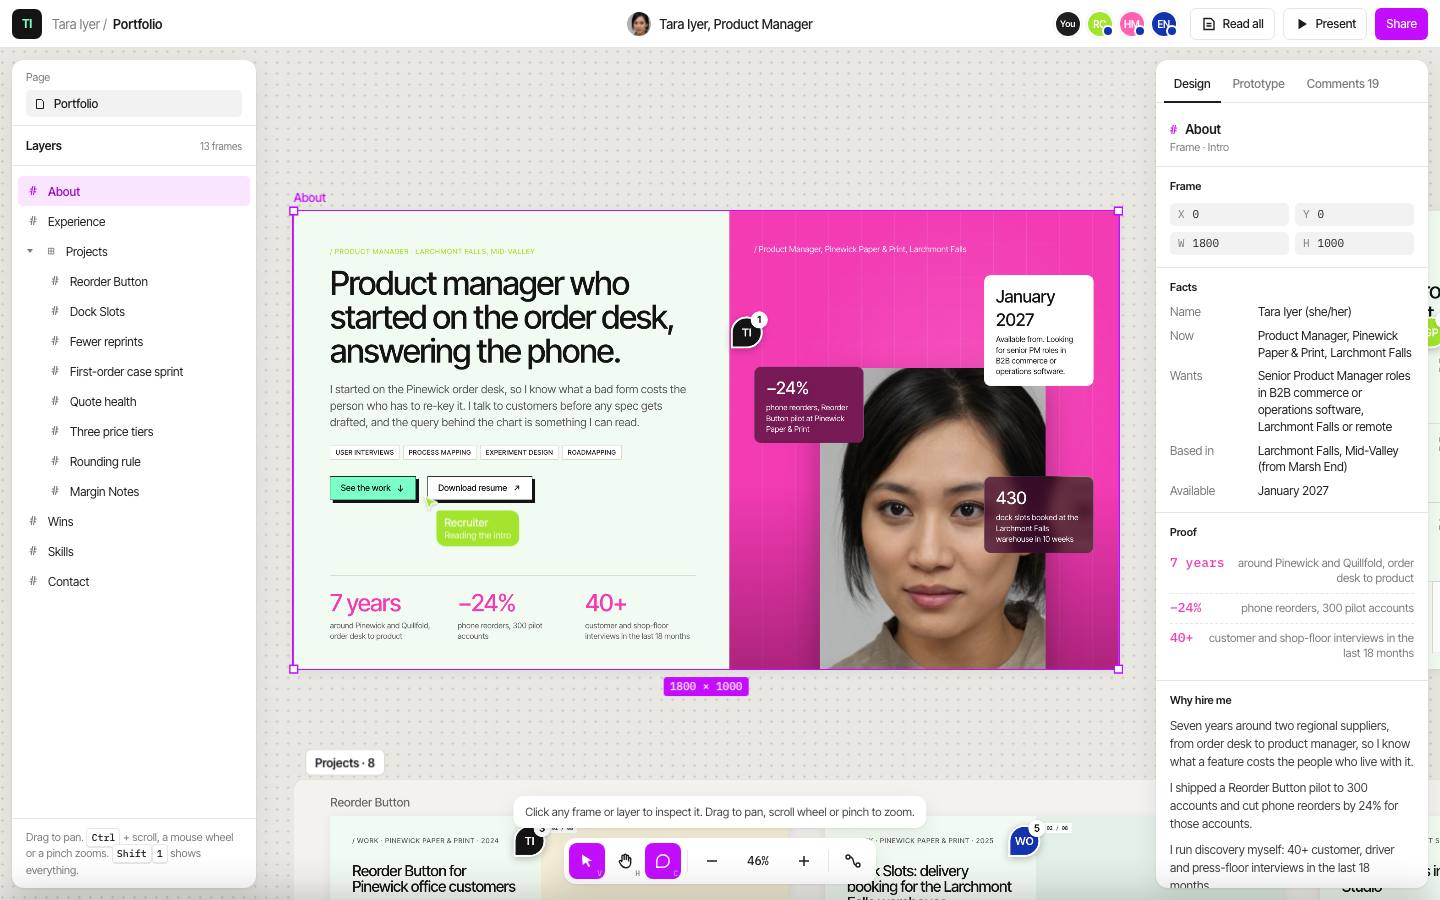 TI
Tara Iyer / Portfolio
Tara Iyer, Product Manager
You
RC
HM
EN
Read all
Present
Share
Page
Portfolio
Layers
13 frames
# About
# Experience
Projects
# Reorder Button
# Dock Slots
# Fewer reprints
# First-order case sprint
# Quote health
# Three price tiers
# Rounding rule
# Margin Notes
# Wins
# Skills
# Contact
Drag to pan. Ctrl + scroll, a mouse wheel
or a pinch zooms. Shift 1 shows
everything.
About
/ PRODUCT MANAGER · LARCHMONT FALLS, MID-VALLEY
Product manager who
started on the order desk,
answering the phone.
I started on the Pinewick order desk, so I know what a bad form costs the
person who has to re-key it. I talk to customers before any spec gets
drafted, and the query behind the chart is something I can read.
USER INTERVIEWS
PROCESS MAPPING
EXPERIMENT DESIGN
ROADMAPPING
See the work ↓
Download resume ↗
Recruiter
Reading the intro
7 years
around Pinewick and Quillfold,
order desk to product
−24%
phone reorders, 300 pilot
accounts
40+
customer and shop-floor
interviews in the last 18 months
/ Product Manager, Pinewick Paper & Print, Larchmont Falls
January
2027
Available from. Looking
for senior PM roles in
B2B commerce or
operations software.
TI
1
−24%
phone reorders, Reorder
Button pilot at Pinewick
Paper & Print
430
dock slots booked at the
Larchmont Falls
warehouse in 10 weeks
1800 × 1000
Projects · 8
Reorder Button
Click any frame or layer to inspect it. Drag to pan, scroll wheel or pinch to zoom.
/ WORK · PINEWICK PAPER & PRINT · 2024
TI
Reorder Button for
Pinewick office customers
V
H
C
46%
PINEWICK PAPER & PRINT · 2025
WO
5
Slots: delivery
booking for the Larchmont
Design
Prototype
Comments 19
# About
Frame · Intro
Frame
X 0
Y 0
W 1800
H 1000
Facts
Name
Tara Iyer (she/her)
Now
Product Manager, Pinewick
Paper & Print, Larchmont Falls
Wants
Senior Product Manager roles
in B2B commerce or
operations software,
Larchmont Falls or remote
Based in
Larchmont Falls, Mid-Valley
(from Marsh End)
Available
January 2027
Proof
7 years
around Pinewick and Quillfold, order
desk to product
−24%
phone reorders, 300 pilot accounts
40+
customer and shop-floor interviews in the
last 18 months
Why hire me
Seven years around two regional suppliers,
from order desk to product manager, so I know
what a feature costs the people who live with it.
I shipped a Reorder Button pilot to 300
accounts and cut phone reorders by 24% for
those accounts.
I run discovery myself: 40+ customer, driver
and press-floor interviews in the last 18
months